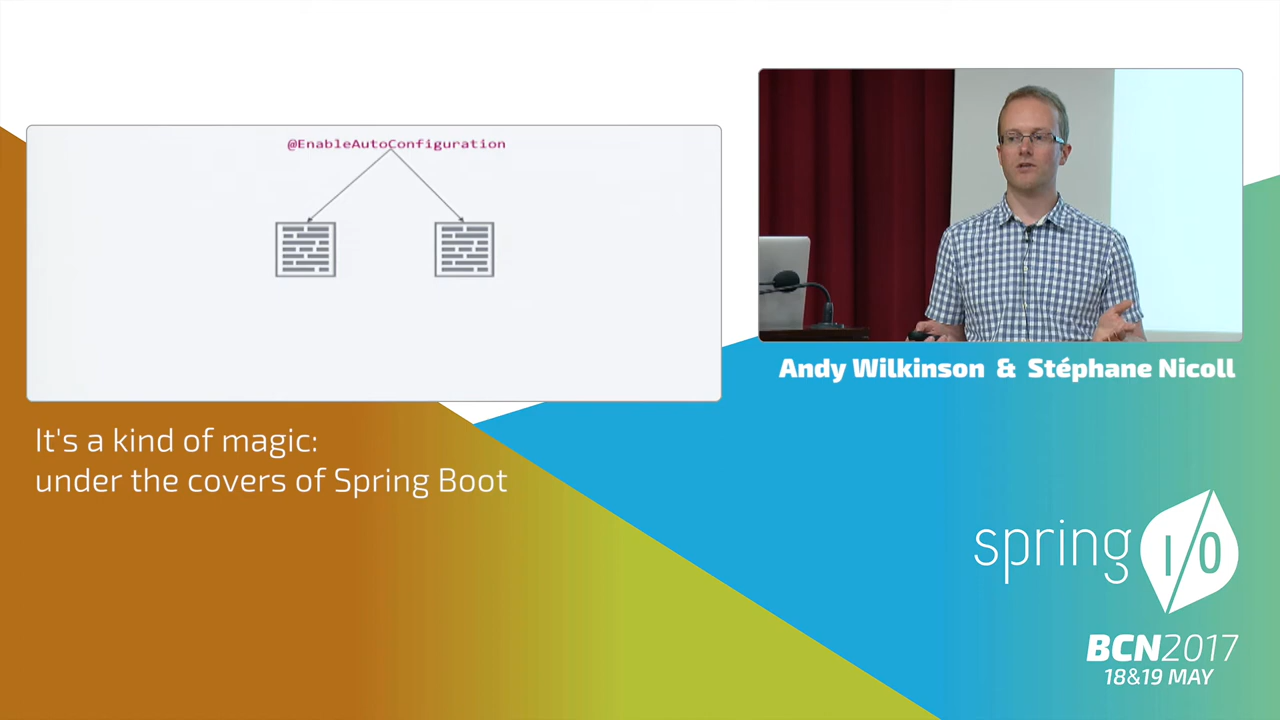 @EnableAutoConfiguration
Andy Wilkinson & Stéphane Nicoll
It's a kind of magic:
under the covers of Spring Boot
spring I/O
BCN2017
18&19 MAY